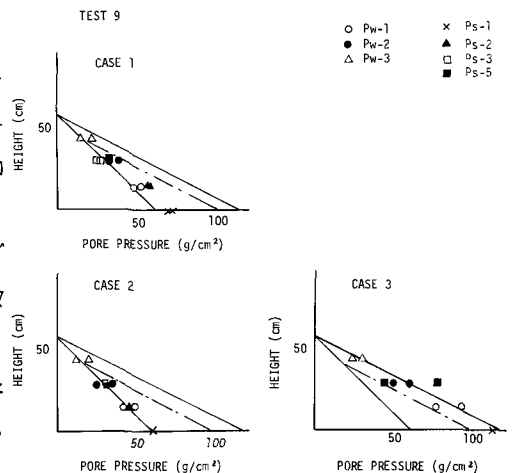 TEST 9
Pw-1
Pw-2
Pw-3
Ps-1
Ps-2
Ps-3
Ps-5
CASE 1
HEIGHT (cm)
50
50
100
PORE PRESSURE (g/cm²)
CASE 2
HEIGHT (cm)
50
50
100
PORE PRESSURE (g/cm²)
CASE 3
HEIGHT (cm)
50
50
100
PORE PRESSURE (g/cm²)